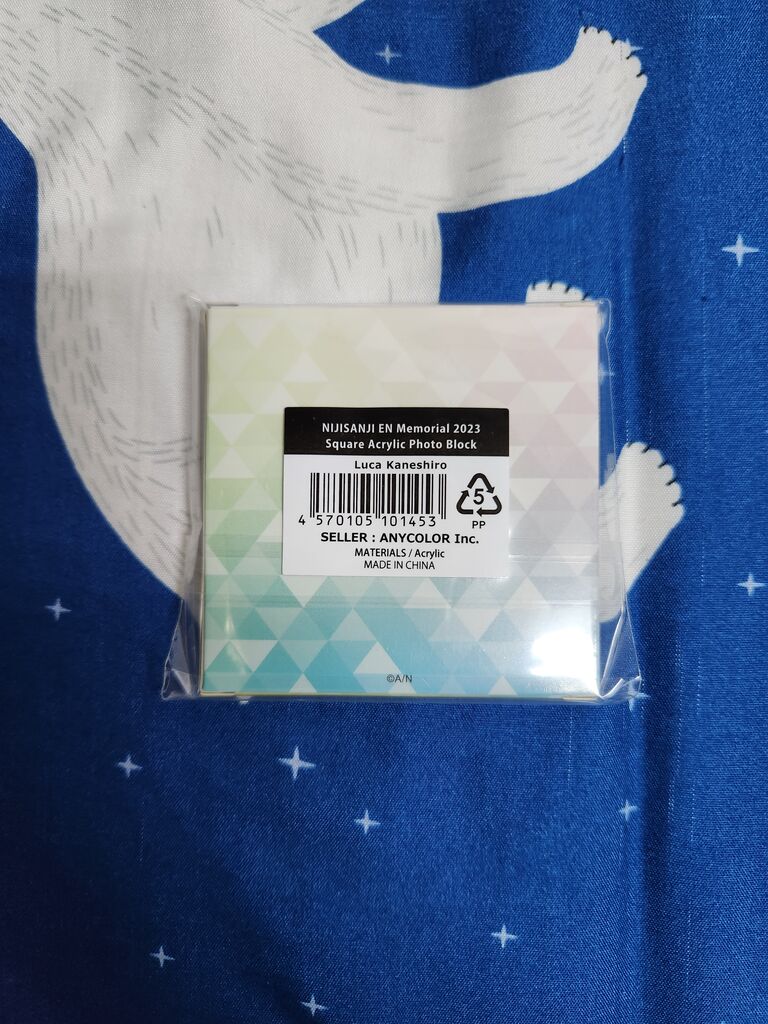 NIJISANJI EN Memorial 2023
Square Acrylic Photo Block
Luca Kaneshiro
4 570105 101453
5
PP
SELLER : ANYCOLOR Inc.
MATERIALS / Acrylic
MADE IN CHINA
©A/N